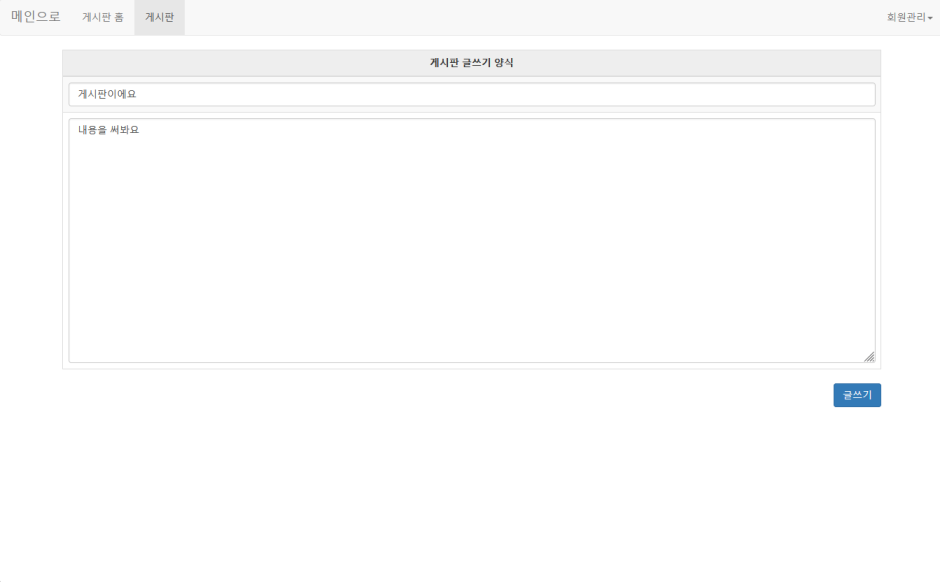 메인으로 게시판 홈 게시판 회원관리
게시판 글쓰기 양식
게시판이에요
내용을 써봐요
글쓰기